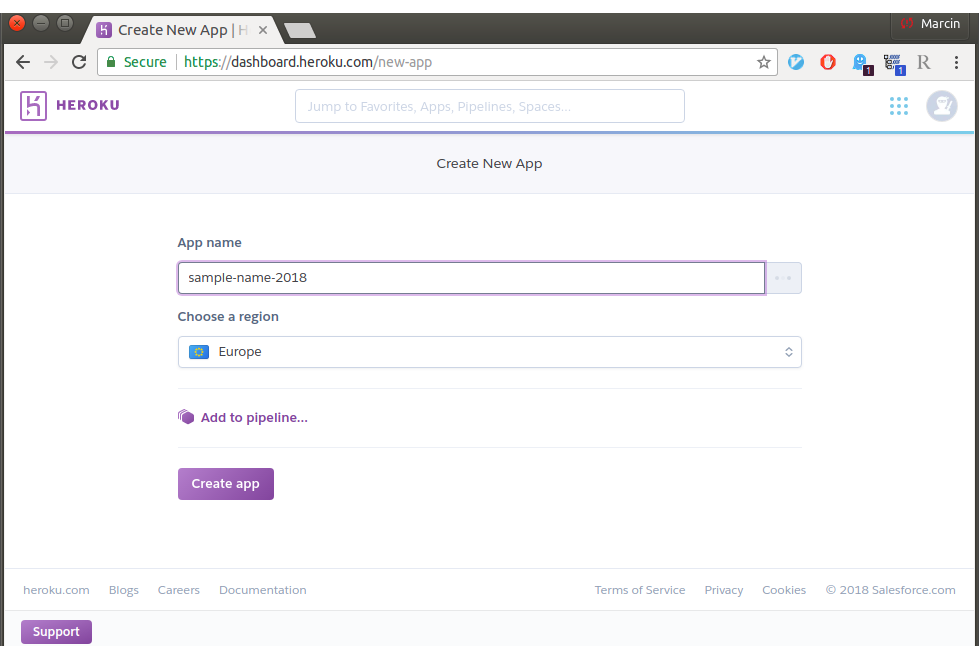 Create New App | H
Marcin
Secure
https://dashboard.heroku.com/new-app
1
1
R
HEROKU
Jump to Favorites, Apps, Pipelines, Spaces...
Create New App
App name
sample-name-2018
Choose a region
Europe
Add to pipeline...
Create app
heroku.com Blogs Careers Documentation Terms of Service Privacy Cookies © 2018 Salesforce.com
Support